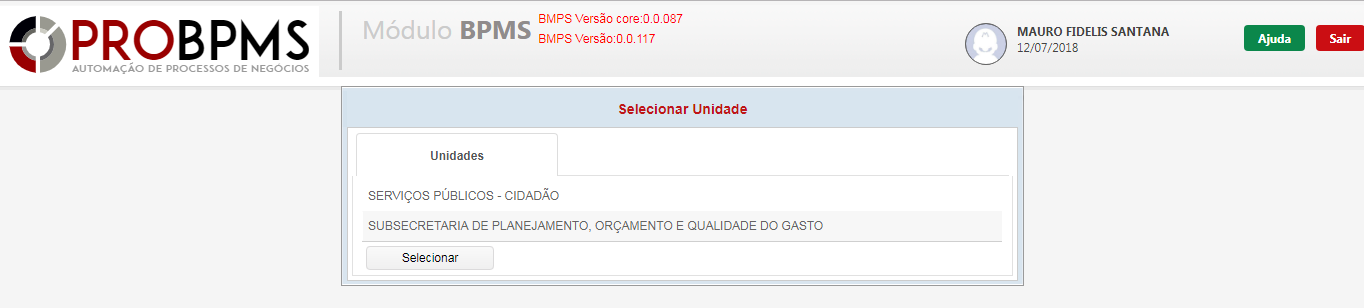 PROBPMS
AUTOMAÇÃO DE PROCESSOS DE NEGÓCIOS
Módulo BPMS
BMPS Versão core:0.0.087
BMPS Versão:0.0.117
MAURO FIDELIS SANTANA
12/07/2018
Ajuda
Sair
Selecionar Unidade
Unidades
SERVIÇOS PÚBLICOS - CIDADÃO
SUBSECRETARIA DE PLANEJAMENTO, ORÇAMENTO E QUALIDADE DO GASTO
Selecionar